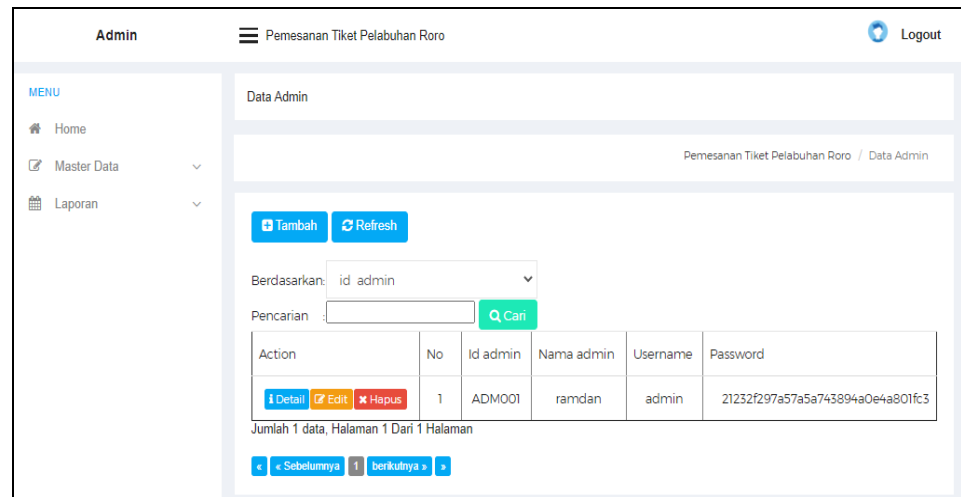 Admin
Pemesanan Tiket Pelabuhan Roro
Logout
MENU
Home
Master Data
Laporan
Data Admin
Pemesanan Tiket Pelabuhan Roro / Data Admin
Tambah
Refresh
Berdasarkan: id admin
Pencarian :
Cari
Action No Id admin Nama admin Username Password
Detail Edit Hapus 1 ADM001 ramdan admin 21232f297a57a5a743894a0e4a801fc3
Jumlah 1 data, Halaman 1 Dari 1 Halaman
« « Sebelumnya 1 berikutnya » »